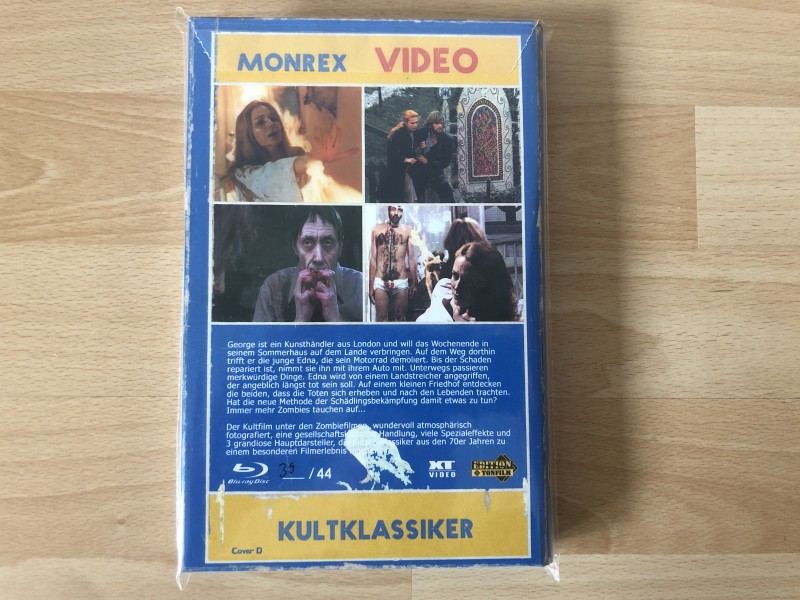 MONREX VIDEO
George ist ein Kunsthändler aus London und will das Wochenende in
seinem Sommerhaus auf dem Lande verbringen. Auf dem Weg dorthin
trifft er die junge Edna, die sein Motorrad demoliert. Bis der Schaden
repariert ist, nimmt sie ihn mit ihrem Auto mit. Unterwegs passieren
merkwürdige Dinge. Edna wird von einem Landstreicher angegriffen,
der angeblich längst tot sein soll. Auf einem kleinen Friedhof entdecken
die beiden, dass die Toten sich erheben und nach den Lebenden trachten.
Hat die neue Methode der Schädlingsbekämpfung damit etwas zu tun?
Immer mehr Zombies tauchen auf...
Der Kultfilm unter den Zombiefilmen, wundervoll atmosphärisch
fotografiert, eine Handlung, viele Spezialeffekte und
3 grandiose Hauptdarsteller, aus den 70er Jahren zu
einem besonderen Filmerlebnis
Blu-ray Disc 39 / 44 XT VIDEO EDITION TONFILM
KULTKLASSIKER
Cover D